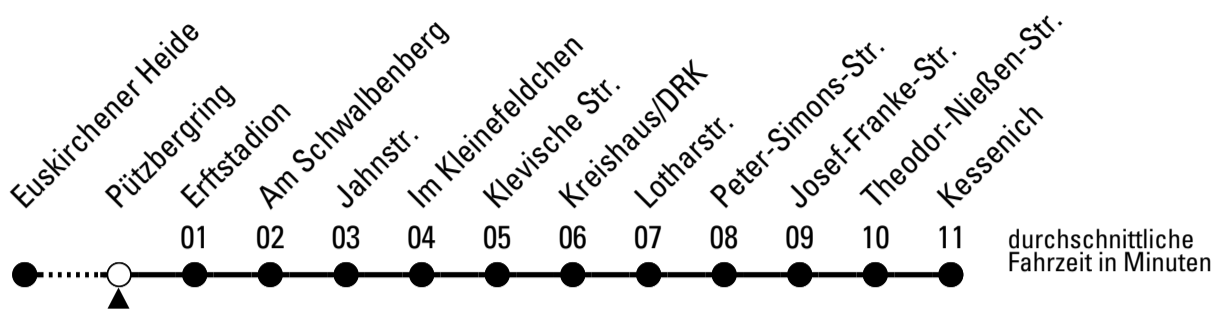 Euskirchener Heide
Pützbergring
Erftstadion
Am Schwalbenberg
Jahnstr.
Im Kleinefeldchen
Klevische Str.
Kreishaus/DRK
Lotharstr.
Peter-Simons-Str.
Josef-Franke-Str.
Theodor-Nießen-Str.
Kessenich
01 02 03 04 05 06 07 08 09 10 11
durchschnittliche
Fahrzeit in Minuten